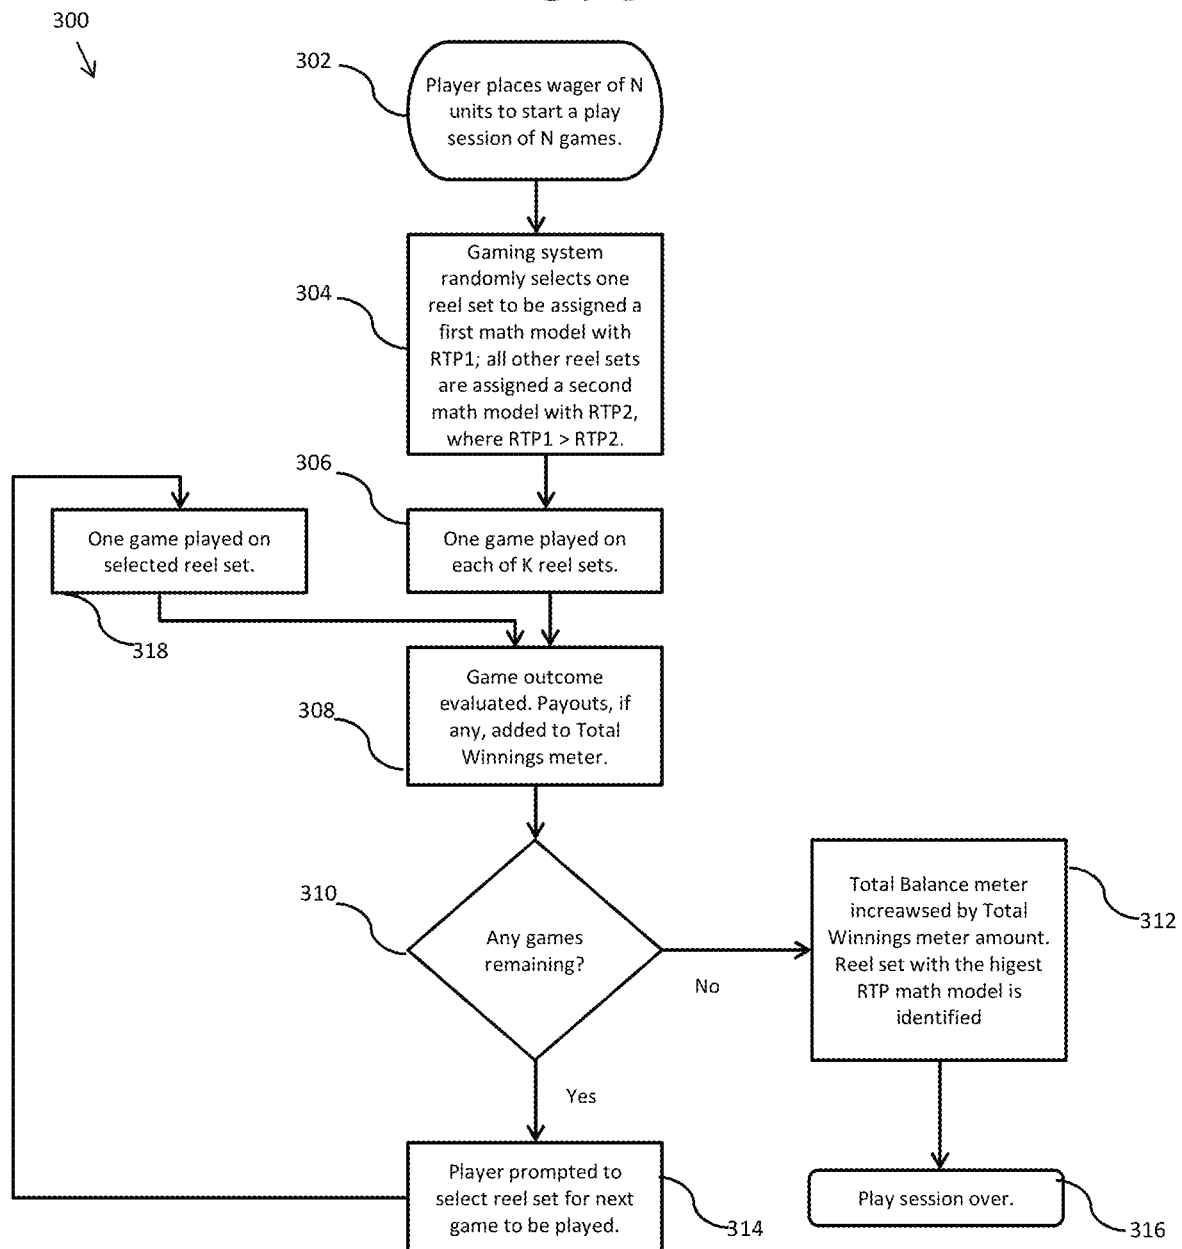 300
302
Player places wager of N
units to start a play
session of N games.
304
Gaming system
randomly selects one
reel set to be assigned a
first math model with
RTP1; all other reel sets
are assigned a second
math model with RTP2,
where RTP1 > RTP2.
306
One game played on
selected reel set.
318
One game played on
each of K reel sets.
308
Game outcome
evaluated. Payouts, if
any, added to Total
Winnings meter.
310
Any games
remaining?
No
Yes
Total Balance meter
increawsed by Total
Winnings meter amount.
Reel set with the higest
RTP math model is
identified
312
Player prompted to
select reel set for next
game to be played.
314
Play session over.
316